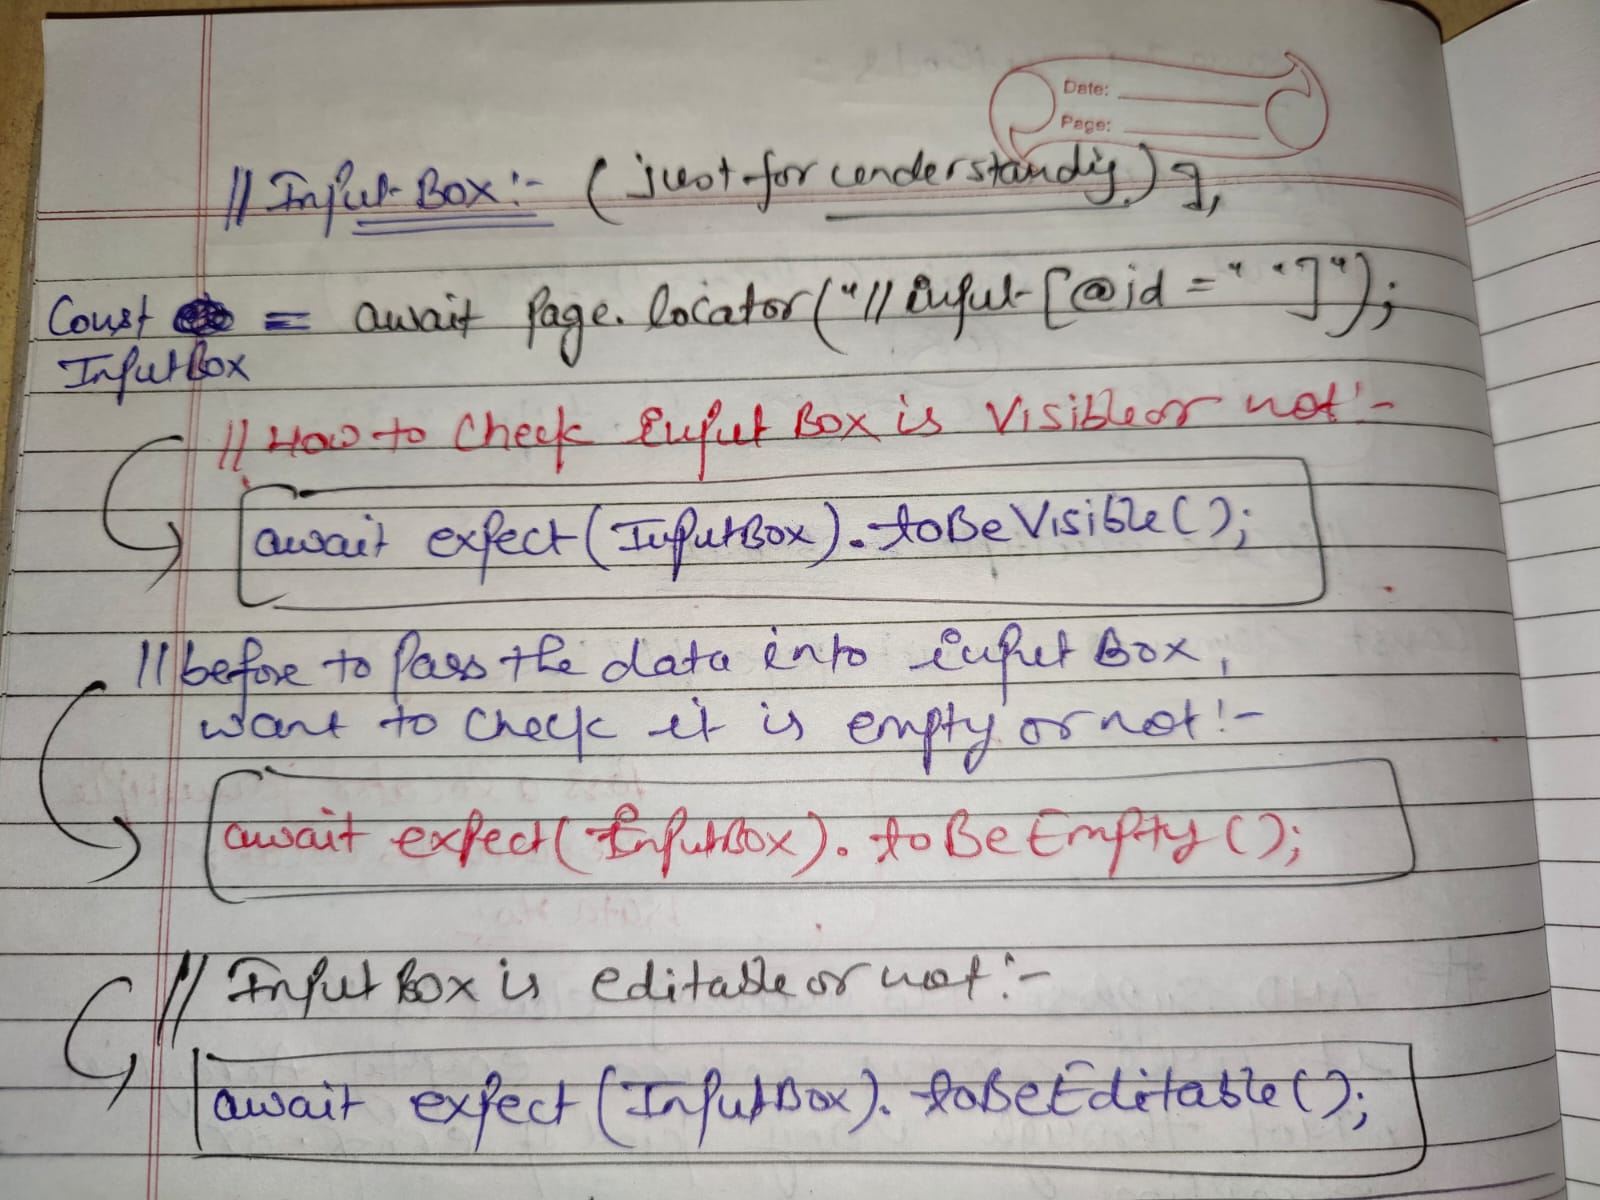 Date:
Page:
// Input Box:- (just for understandig)
Const = await Page.locator("//input[@id=" "]");
InputBox
// How to Check Input Box is Visible or not:-
await expect(InputBox).toBeVisible();
// before to Pass the data into input Box,
want to check it is empty or not:-
await expect(InputBox).toBeEmpty();
// Input Box is editable or not:-
await expect(InputBox).toBeEditable();